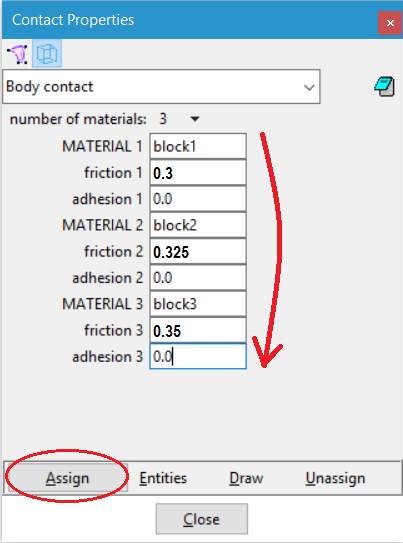 Contact Properties
Body contact
number of materials: 3
MATERIAL 1 block1
friction 1 0.3
adhesion 1 0.0
MATERIAL 2 block2
friction 2 0.325
adhesion 2 0.0
MATERIAL 3 block3
friction 3 0.35
adhesion 3 0.0
Assign Entities Draw Unassign
Close